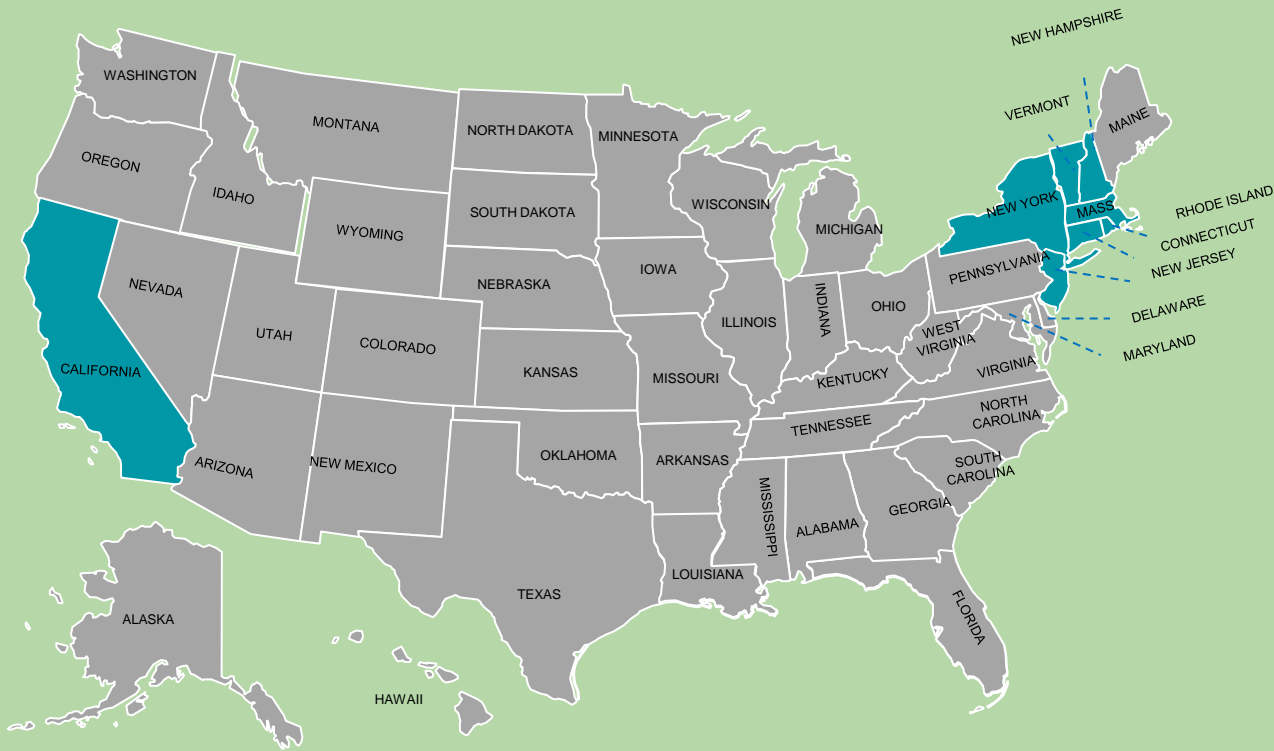 NEW HAMPSHIRE
WASHINGTON
VERMONT
MAINE
MONTANA
NORTH DAKOTA
MINNESOTA
OREGON
IDAHO
WISCONSIN
NEW YORK
MASS
RHODE ISLAND
SOUTH DAKOTA
WYOMING
MICHIGAN
CONNECTICUT
NEW JERSEY
PENNSYLVANIA
IOWA
NEBRASKA
NEVADA
INDIANA
OHIO
DELAWARE
ILLINOIS
UTAH
COLORADO
WEST
VIRGINIA
MARYLAND
CALIFORNIA
KANSAS
MISSOURI
KENTUCKY
VIRGINIA
NORTH
CAROLINA
TENNESSEE
ARIZONA
NEW MEXICO
OKLAHOMA
ARKANSAS
SOUTH
CAROLINA
MISSISSIPPI
ALABAMA
GEORGIA
LOUISIANA
TEXAS
FLORIDA
ALASKA
HAWAII